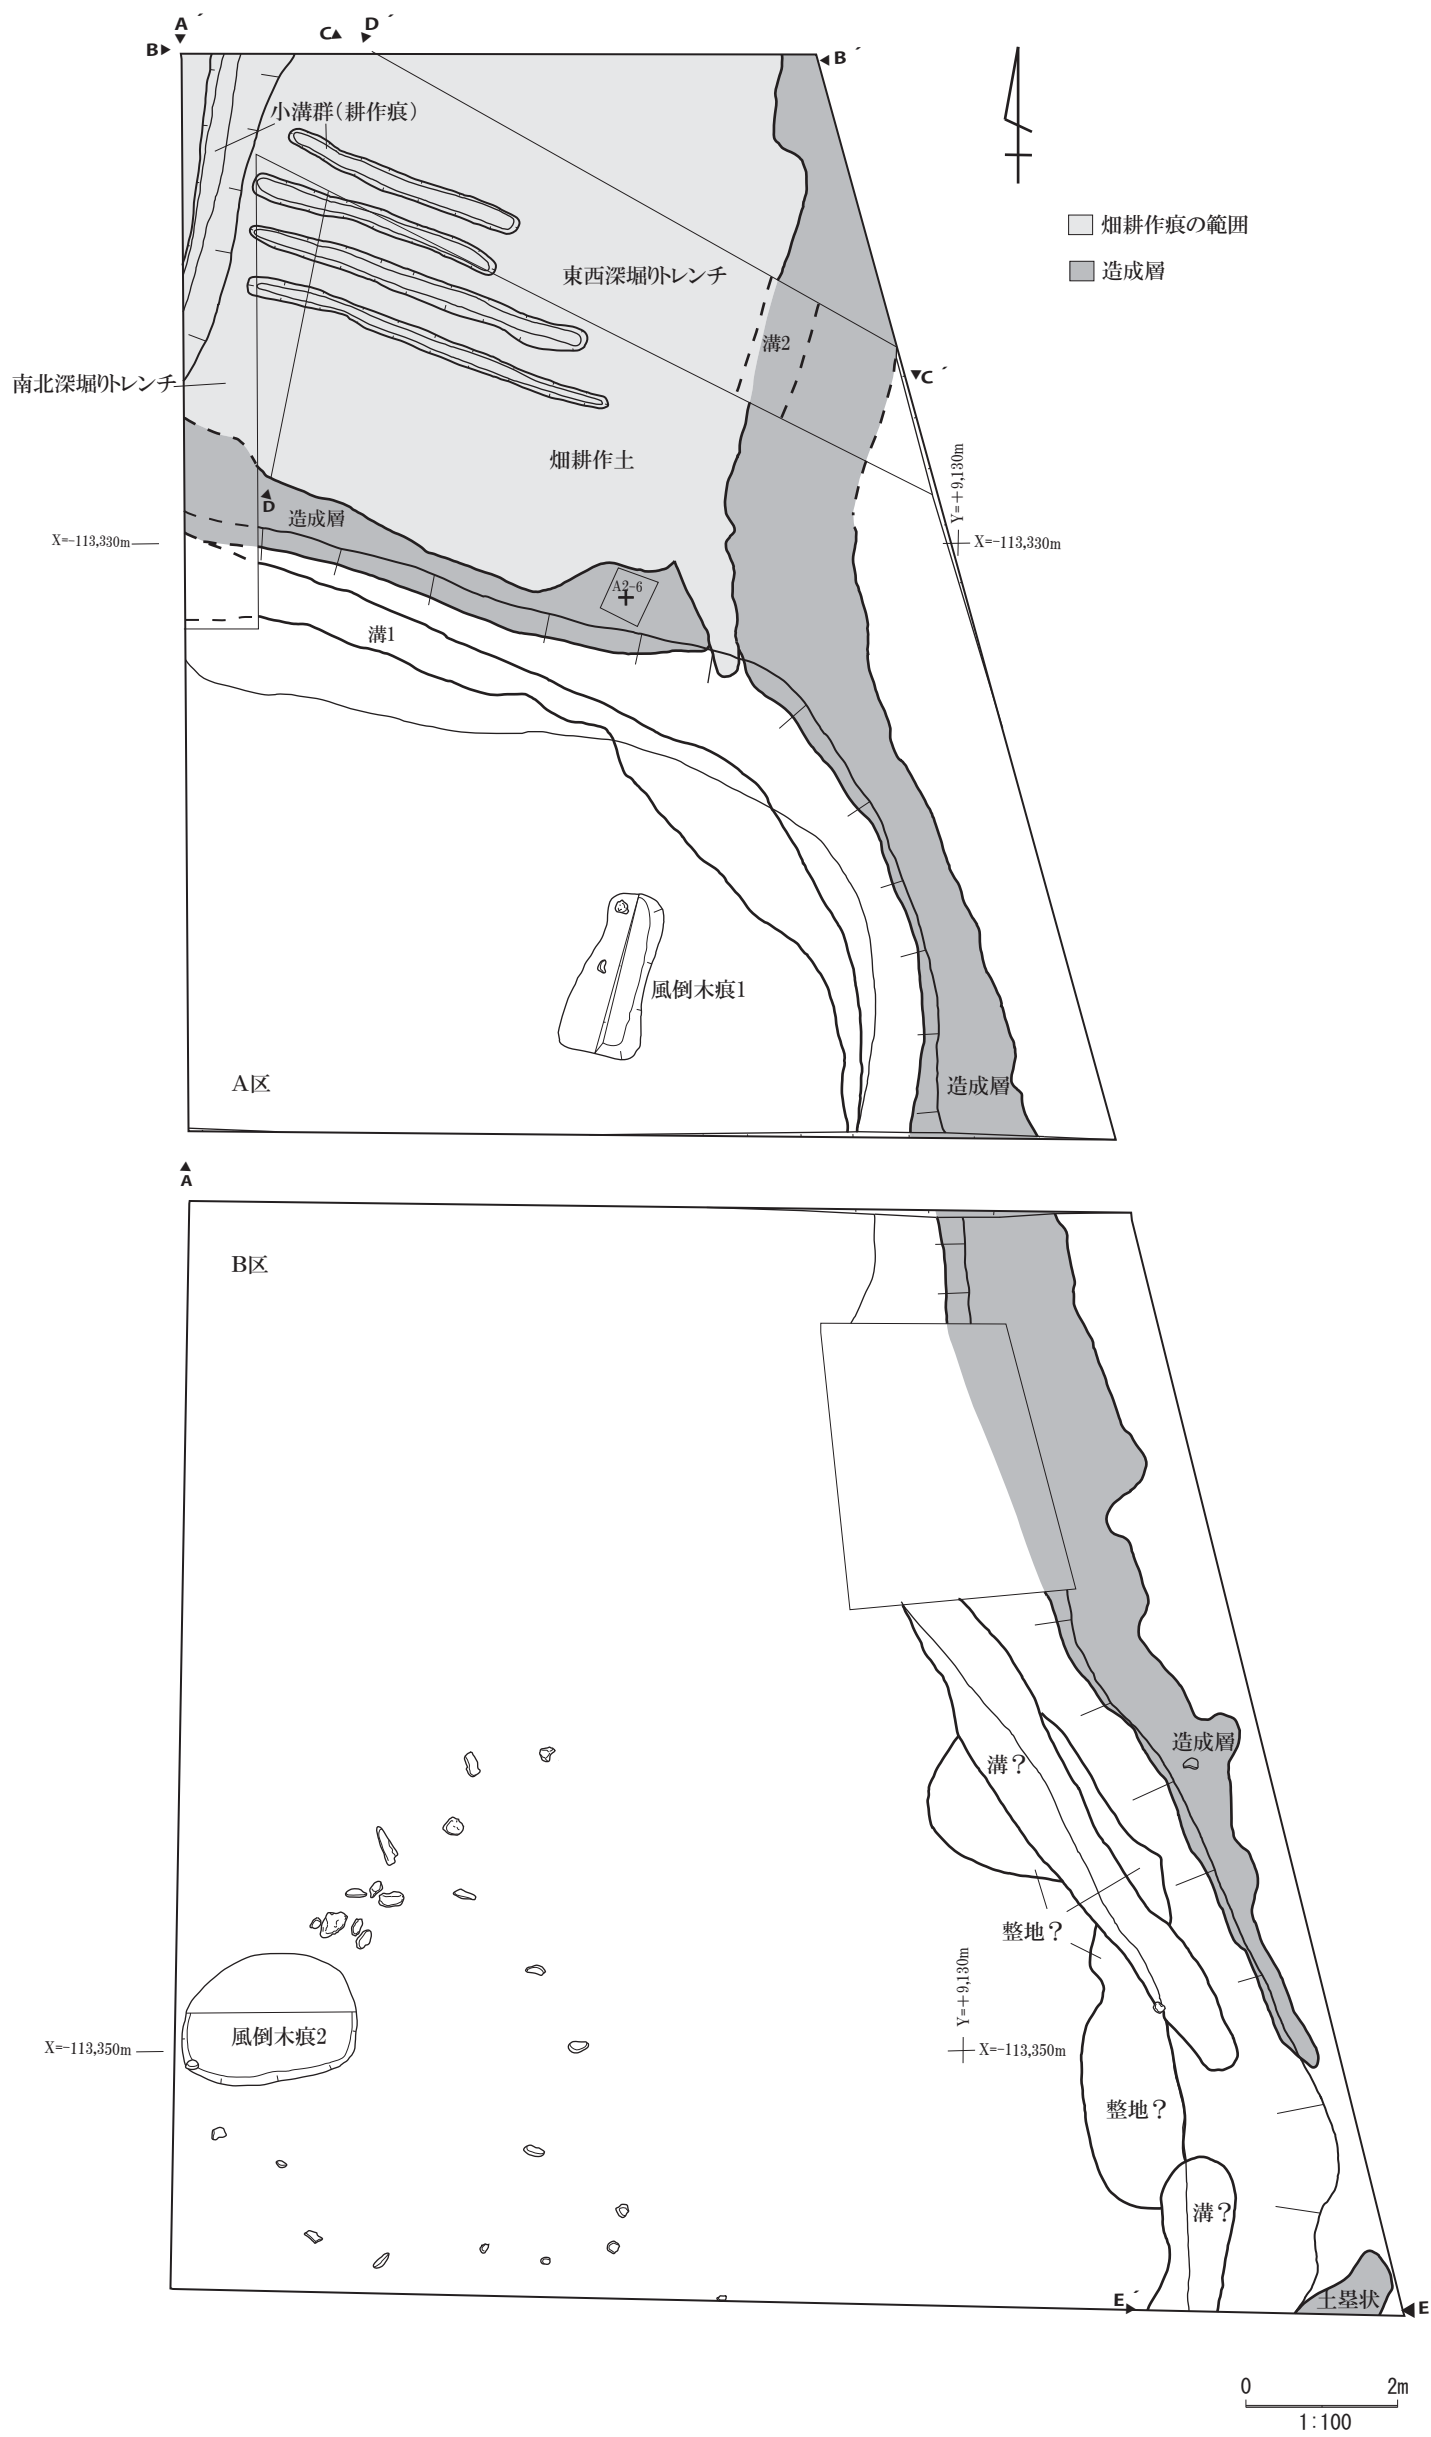 A ´
B
C
D ´
B ´
小溝群(耕作痕)
畑耕作痕の範囲
造成層
東西深堀りトレンチ
溝2
南北深堀りトレンチ
C ´
畑耕作土
D
造成層
Y=+9,130m
X=-113,330m
X=-113,330m
A2-6
溝1
風倒木痕1
A区
造成層
A
B区
造成層
溝？
整地？
Y=+9,130m
風倒木痕2
X=-113,350m
X=-113,350m
整地？
溝？
E ´
土塁状
E
0 2m
1:100